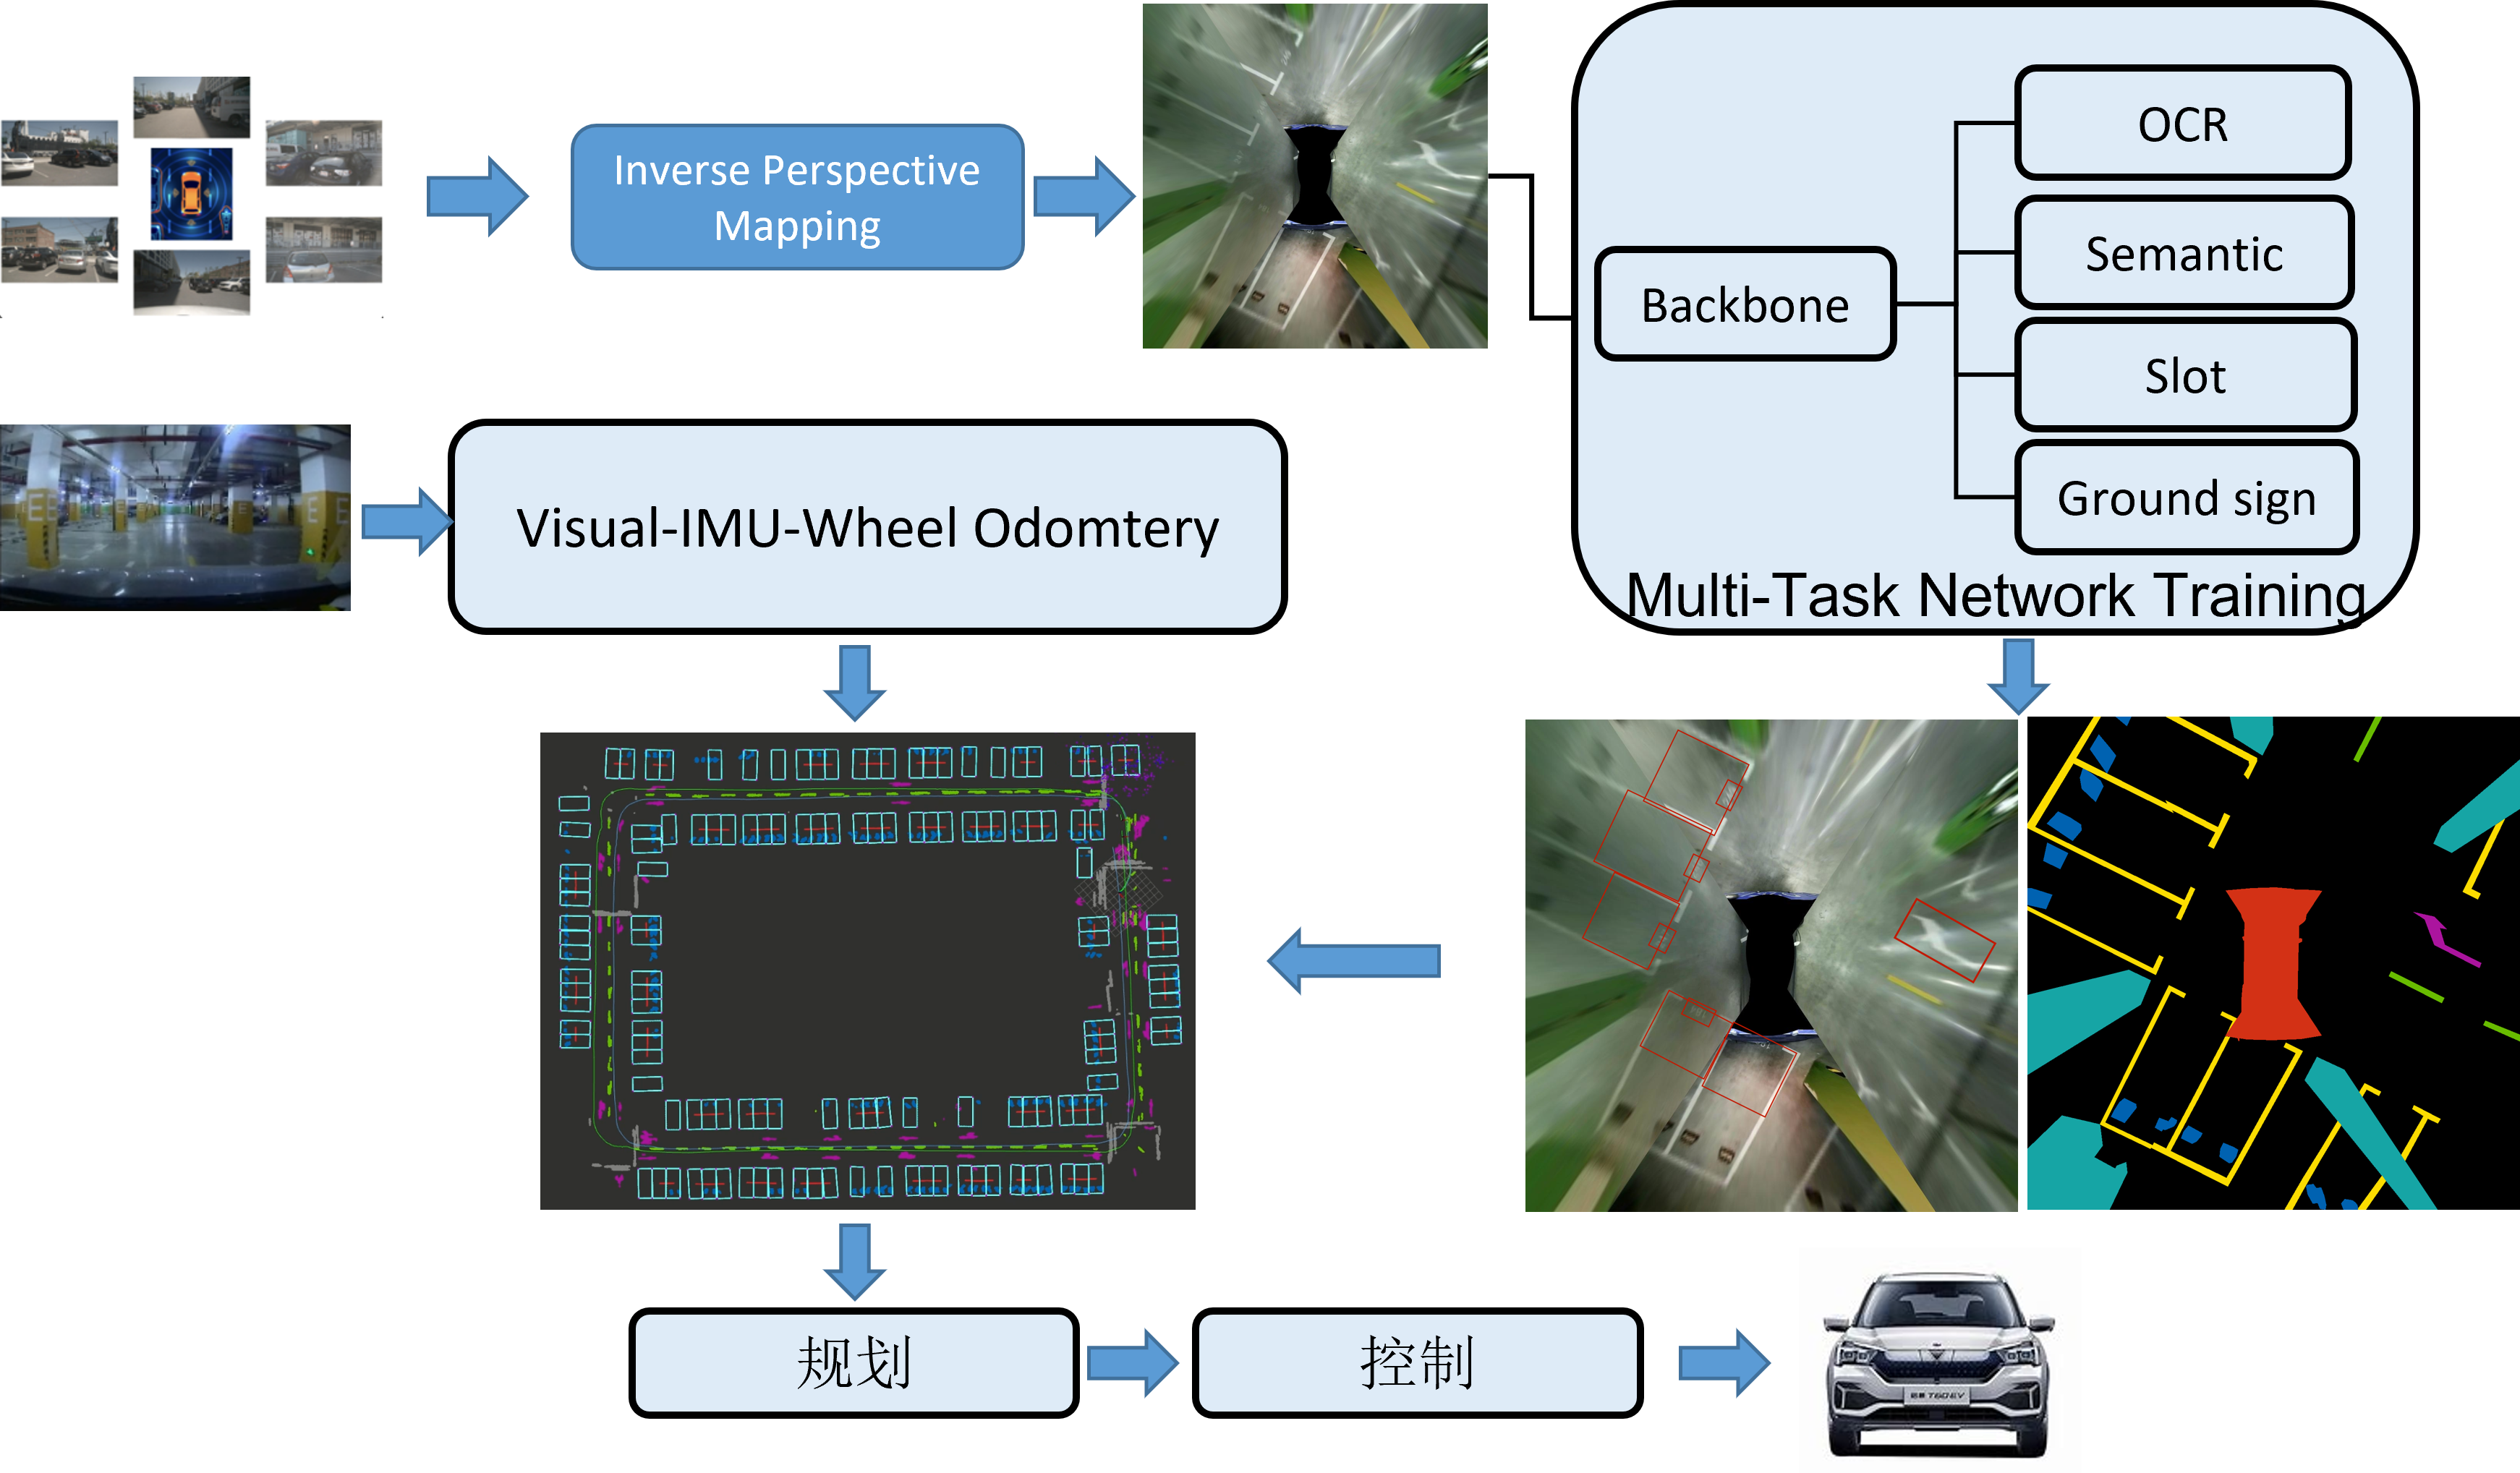 Inverse Perspective
Mapping
OCR
Semantic
Backbone
Slot
Ground sign
Multi-Task Network Training
Visual-IMU-Wheel Odomtery
E
E
E
规划
控制
T60EV